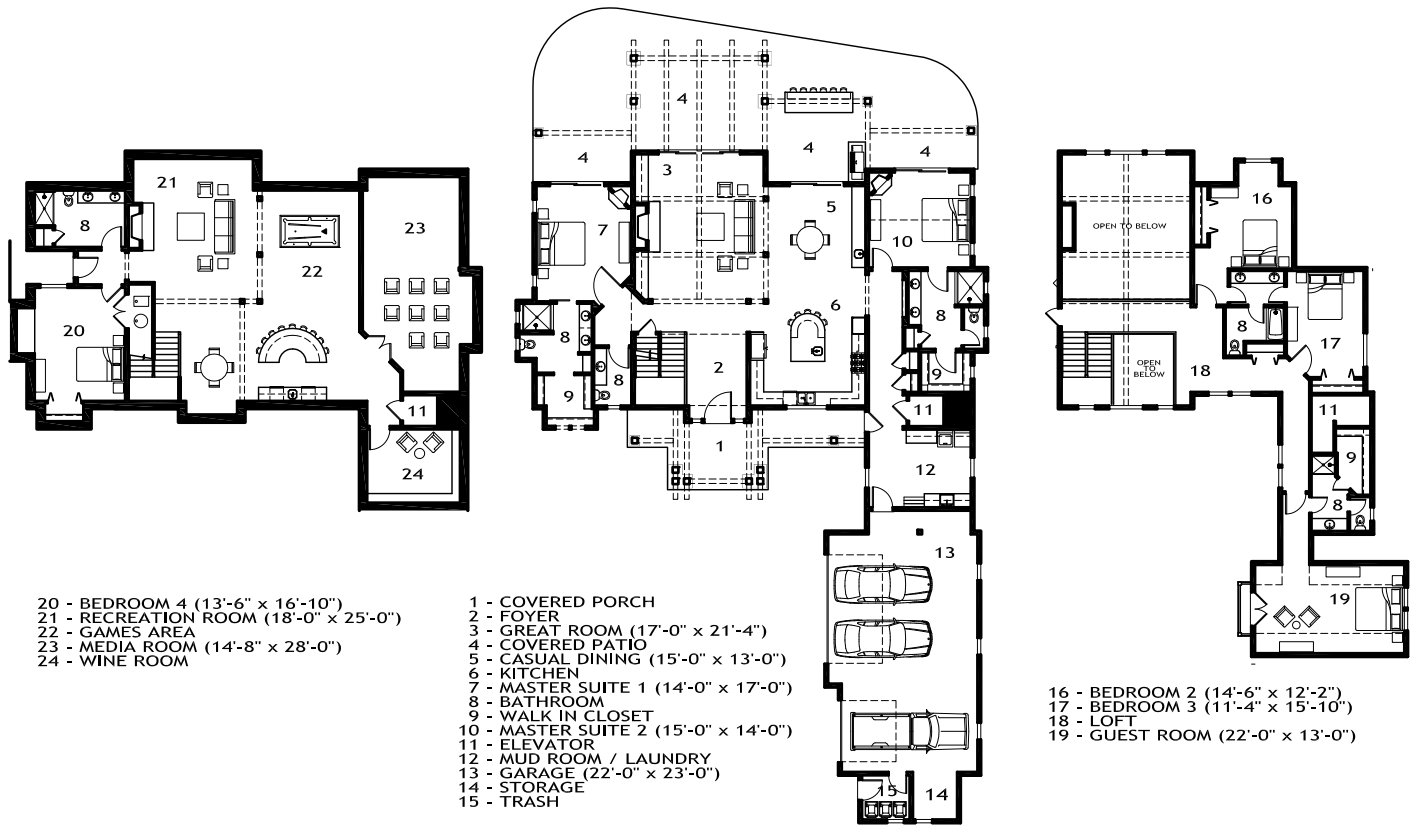 21
8
22
23
20
11
24
4
4
4
4
3
5
7
10
6
8
8
8
2
9
9
11
1
12
13
15
14
16
OPEN TO BELOW
8
17
OPEN
TO
BELOW
18
11
9
8
19
20 - BEDROOM 4 (13'-6" x 16'-10")
21 - RECREATION ROOM (18'-0" x 25'-0")
22 - GAMES AREA
23 - MEDIA ROOM (14'-8" x 28'-0")
24 - WINE ROOM
1 - COVERED PORCH
2 - FOYER
3 - GREAT ROOM (17'-0" x 21'-4")
4 - COVERED PATIO
5 - CASUAL DINING (15'-0" x 13'-0")
6 - KITCHEN
7 - MASTER SUITE 1 (14'-0" x 17'-0")
8 - BATHROOM
9 - WALK IN CLOSET
10 - MASTER SUITE 2 (15'-0" x 14'-0")
11 - ELEVATOR
12 - MUD ROOM / LAUNDRY
13 - GARAGE (22'-0" x 23'-0")
14 - STORAGE
15 - TRASH
16 - BEDROOM 2 (14'-6" x 12'-2")
17 - BEDROOM 3 (11'-4" x 15'-10")
18 - LOFT
19 - GUEST ROOM (22'-0" x 13'-0")